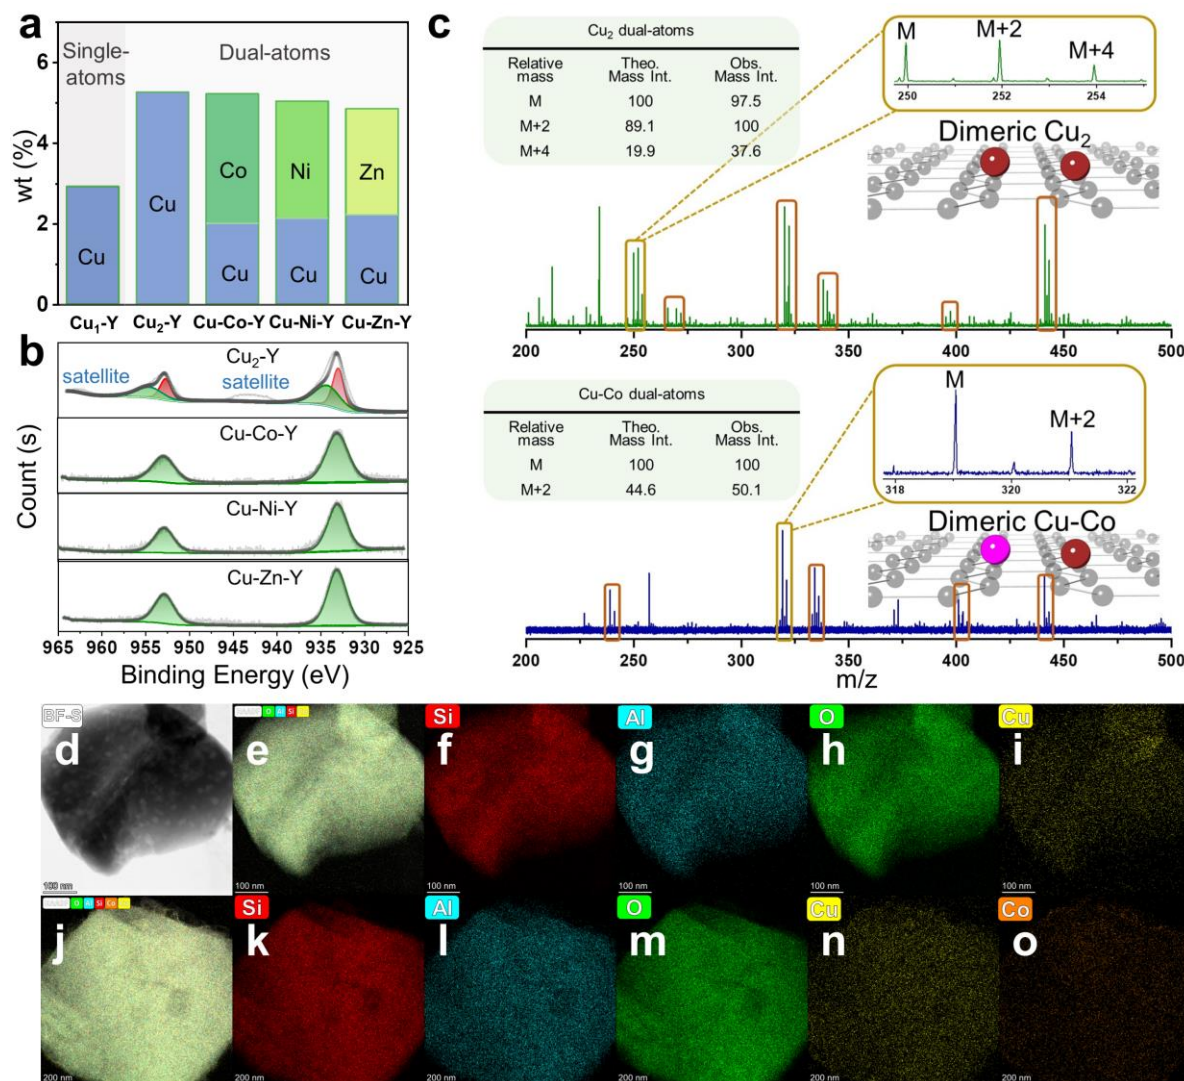 a
Single-
atoms
Dual-atoms
wt (%)
6
4
2
0
Co
Ni
Zn
Cu
Cu
Cu
Cu
Cu
Cu₁-Y
Cu₂-Y
Cu-Co-Y
Cu-Ni-Y
Cu-Zn-Y
b
Cu₂-Y
satellite
satellite
Cu-Co-Y
Cu-Ni-Y
Cu-Zn-Y
Count (s)
965 960 955 950 945 940 935 930 925
Binding Energy (eV)
c
Cu₂ dual-atoms
Relative mass
Theo. Mass Int.
Obs. Mass Int.
M 100 97.5
M+2 89.1 100
M+4 19.9 37.6
M
M+2
M+4
250 252 254
Dimeric Cu₂
200 250 300 350 400 450 500
Cu-Co dual-atoms
Relative mass
Theo. Mass Int.
Obs. Mass Int.
M 100 100
M+2 44.6 50.1
M
M+2
318 320 322
Dimeric Cu-Co
200 250 300 350 400 450 500
m/z
BF-S
d
100 nm
O Al Si
e
100 nm
Si
f
100 nm
Al
g
100 nm
O
h
100 nm
Cu
i
100 nm
O Al Si Co
j
200 nm
Si
k
200 nm
Al
l
200 nm
O
m
200 nm
Cu
n
200 nm
Co
o
200 nm